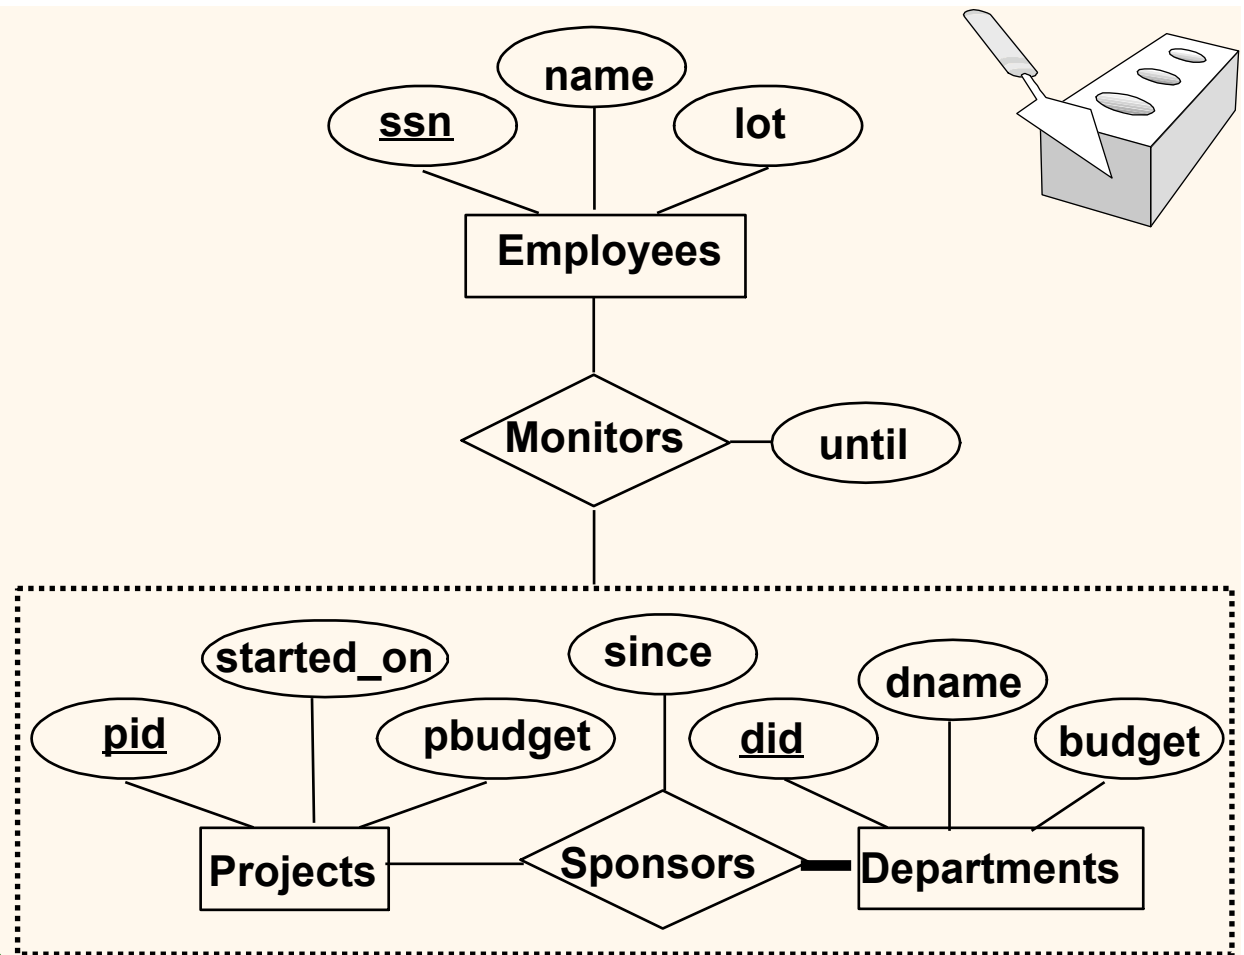 name
ssn
lot
Employees
Monitors
until
since
started_on
dname
pid
pbudget
did
budget
Projects
Sponsors
Departments